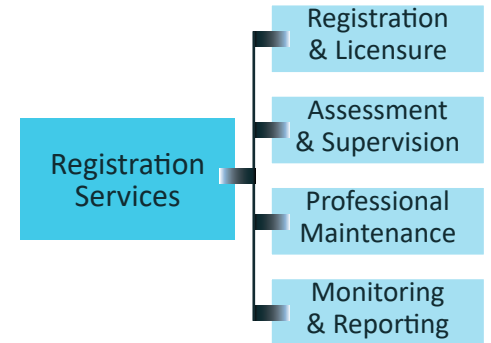 Registration
& Licensure
Assessment
& Supervision
Registration
Services
Professional
Maintenance
Monitoring
& Reporting